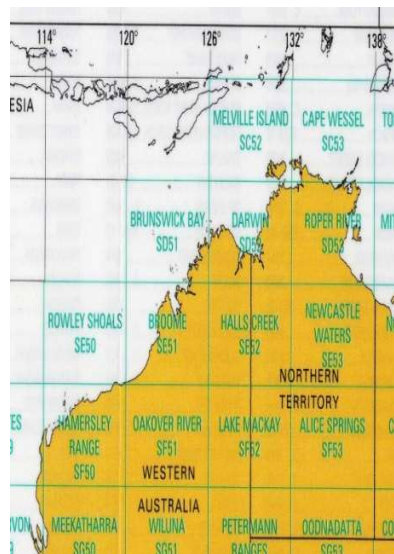 114° 120° 126° 132° 138°
ESIA
MELVILLE ISLAND
SC52
CAPE WESSEL
SC53
TO
BRUNSWICK BAY
SD51
DARWIN
SD52
ROPER RIVER
SD53
MIT
ROWLEY SHOALS
SE50
BROOME
SE51
HALLS CREEK
SE52
NEWCASTLE
WATERS
SE53
NORTHERN
TERRITORY
HAMERSLEY
RANGE
SF50
OAKOVER RIVER
SF51
LAKE MACKAY
SF52
ALICE SPRINGS
SF53
WESTERN
AUSTRALIA
VON
MEEKATHARRA
SG50
WILUNA
SG51
PETERMANN
RANGES
OODNADATTA
SG53